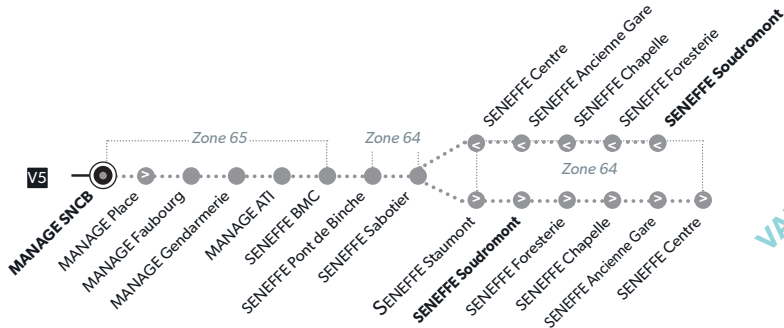 SENEFFE Centre
SENEFFE Ancienne Gare
SENEFFE Chapelle
SENEFFE Foresterie
SENEFFE Soudromont
Zone 65
Zone 64
Zone 64
V5
MANAGE SNCB
MANAGE Place
MANAGE Faubourg
MANAGE Gendarmerie
MANAGE ATI
SENEFFE BMC
SENEFFE Pont de Binche
SENEFFE Sabotier
SENEFFE Staumont
SENEFFE Soudromont
SENEFFE Foresterie
SENEFFE Chapelle
SENEFFE Ancienne Gare
SENEFFE Centre